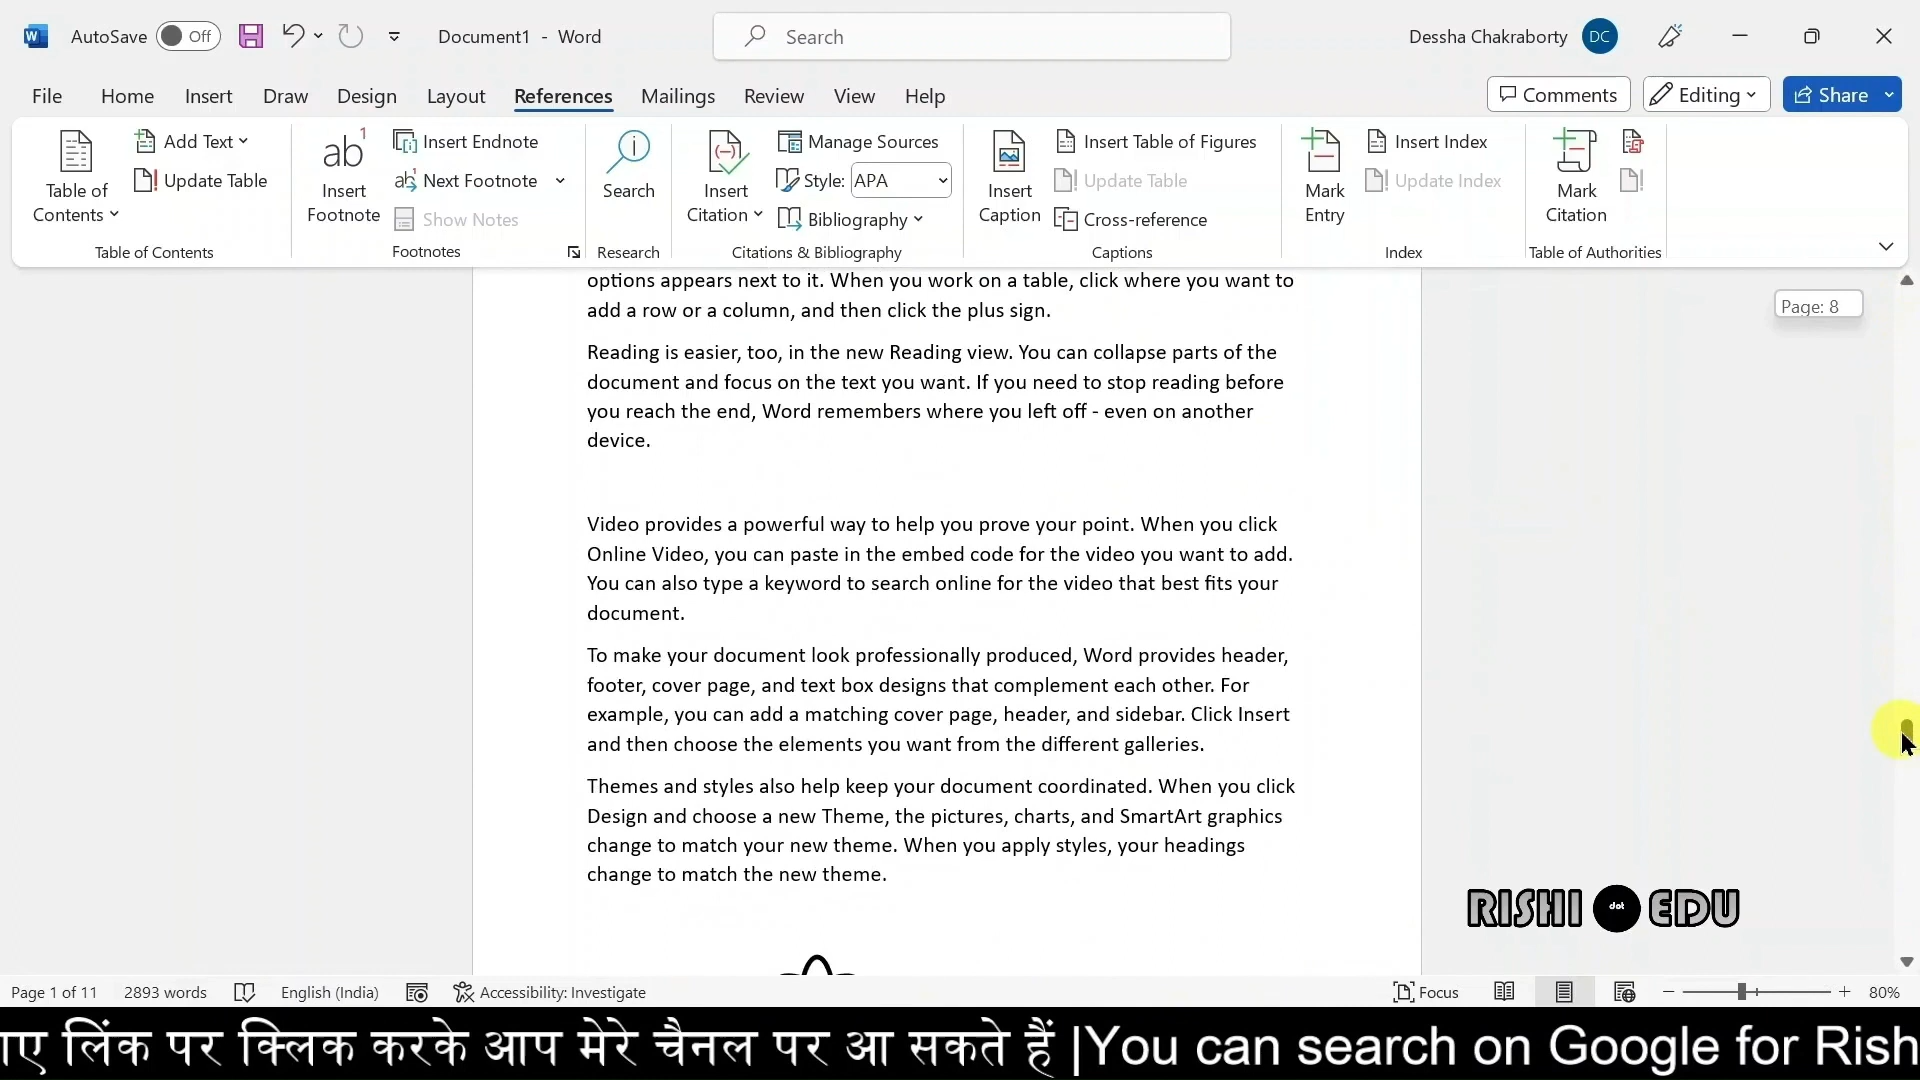 AutoSave Off Document1 - Word Search Dessha Chakraborty DC
File Home Insert Draw Design Layout References Mailings Review View Help Comments Editing Share
Table of Contents
Add Text
Update Table
Table of Contents
ab1
Insert Footnote
Insert Endnote
Next Footnote
Show Notes
Footnotes
Search
Research
Insert Citation
Manage Sources
Style: APA
Bibliography
Citations & Bibliography
Insert Caption
Insert Table of Figures
Update Table
Cross-reference
Captions
Mark Entry
Insert Index
Update Index
Index
Mark Citation
Table of Authorities
Page: 8
options appears next to it. When you work on a table, click where you want to
add a row or a column, and then click the plus sign.
Reading is easier, too, in the new Reading view. You can collapse parts of the
document and focus on the text you want. If you need to stop reading before
you reach the end, Word remembers where you left off - even on another
device.
Video provides a powerful way to help you prove your point. When you click
Online Video, you can paste in the embed code for the video you want to add.
You can also type a keyword to search online for the video that best fits your
document.
To make your document look professionally produced, Word provides header,
footer, cover page, and text box designs that complement each other. For
example, you can add a matching cover page, header, and sidebar. Click Insert
and then choose the elements you want from the different galleries.
Themes and styles also help keep your document coordinated. When you click
Design and choose a new Theme, the pictures, charts, and SmartArt graphics
change to match your new theme. When you apply styles, your headings
change to match the new theme.
RISHI dot EDU
Page 1 of 11 2893 words English (India) Accessibility: Investigate Focus 80%
लिंक पर क्लिक करके आप मेरे चैनल पर आ सकते हैं |You can search on Google for Rish